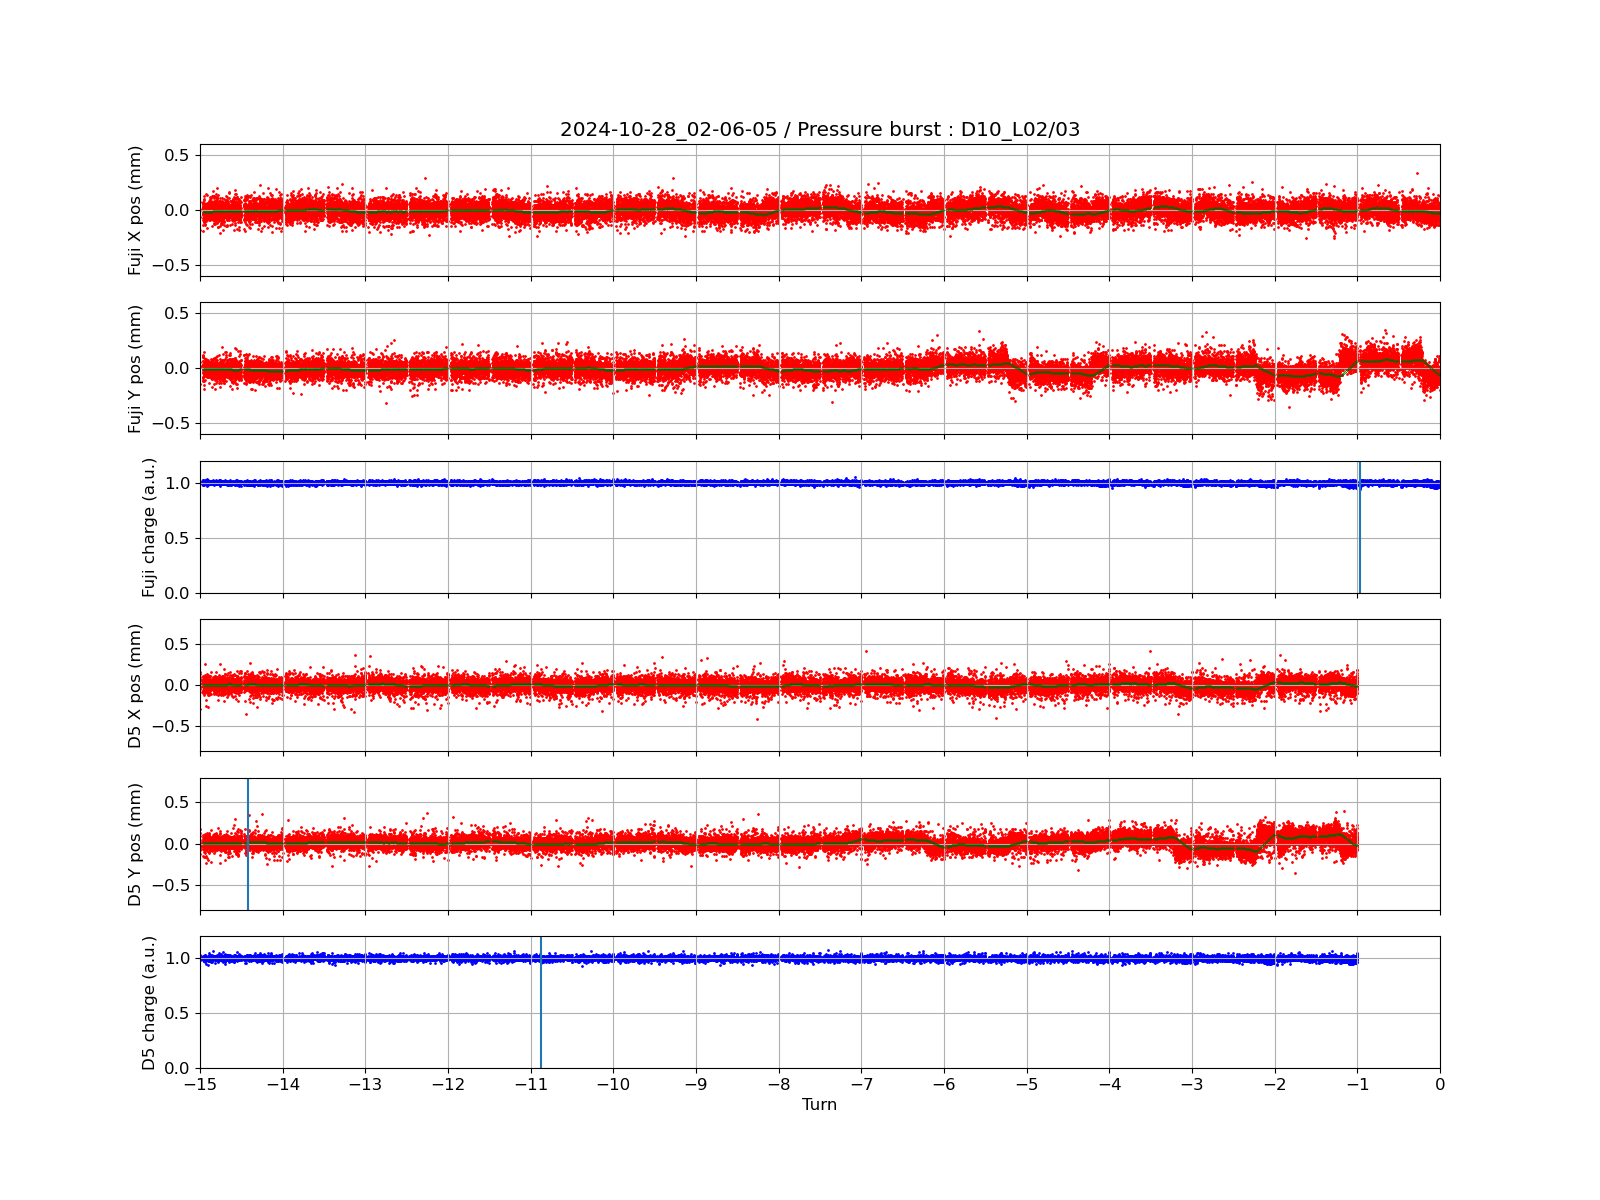 2024-10-28_02-06-05 / Pressure burst : D10_L02/03
Fuji X pos (mm)
0.5
0.0
−0.5
Fuji Y pos (mm)
0.5
0.0
−0.5
Fuji charge (a.u.)
1.0
0.5
0.0
D5 X pos (mm)
0.5
0.0
−0.5
D5 Y pos (mm)
0.5
0.0
−0.5
D5 charge (a.u.)
1.0
0.5
0.0
−15 −14 −13 −12 −11 −10 −9 −8 −7 −6 −5 −4 −3 −2 −1 0
Turn